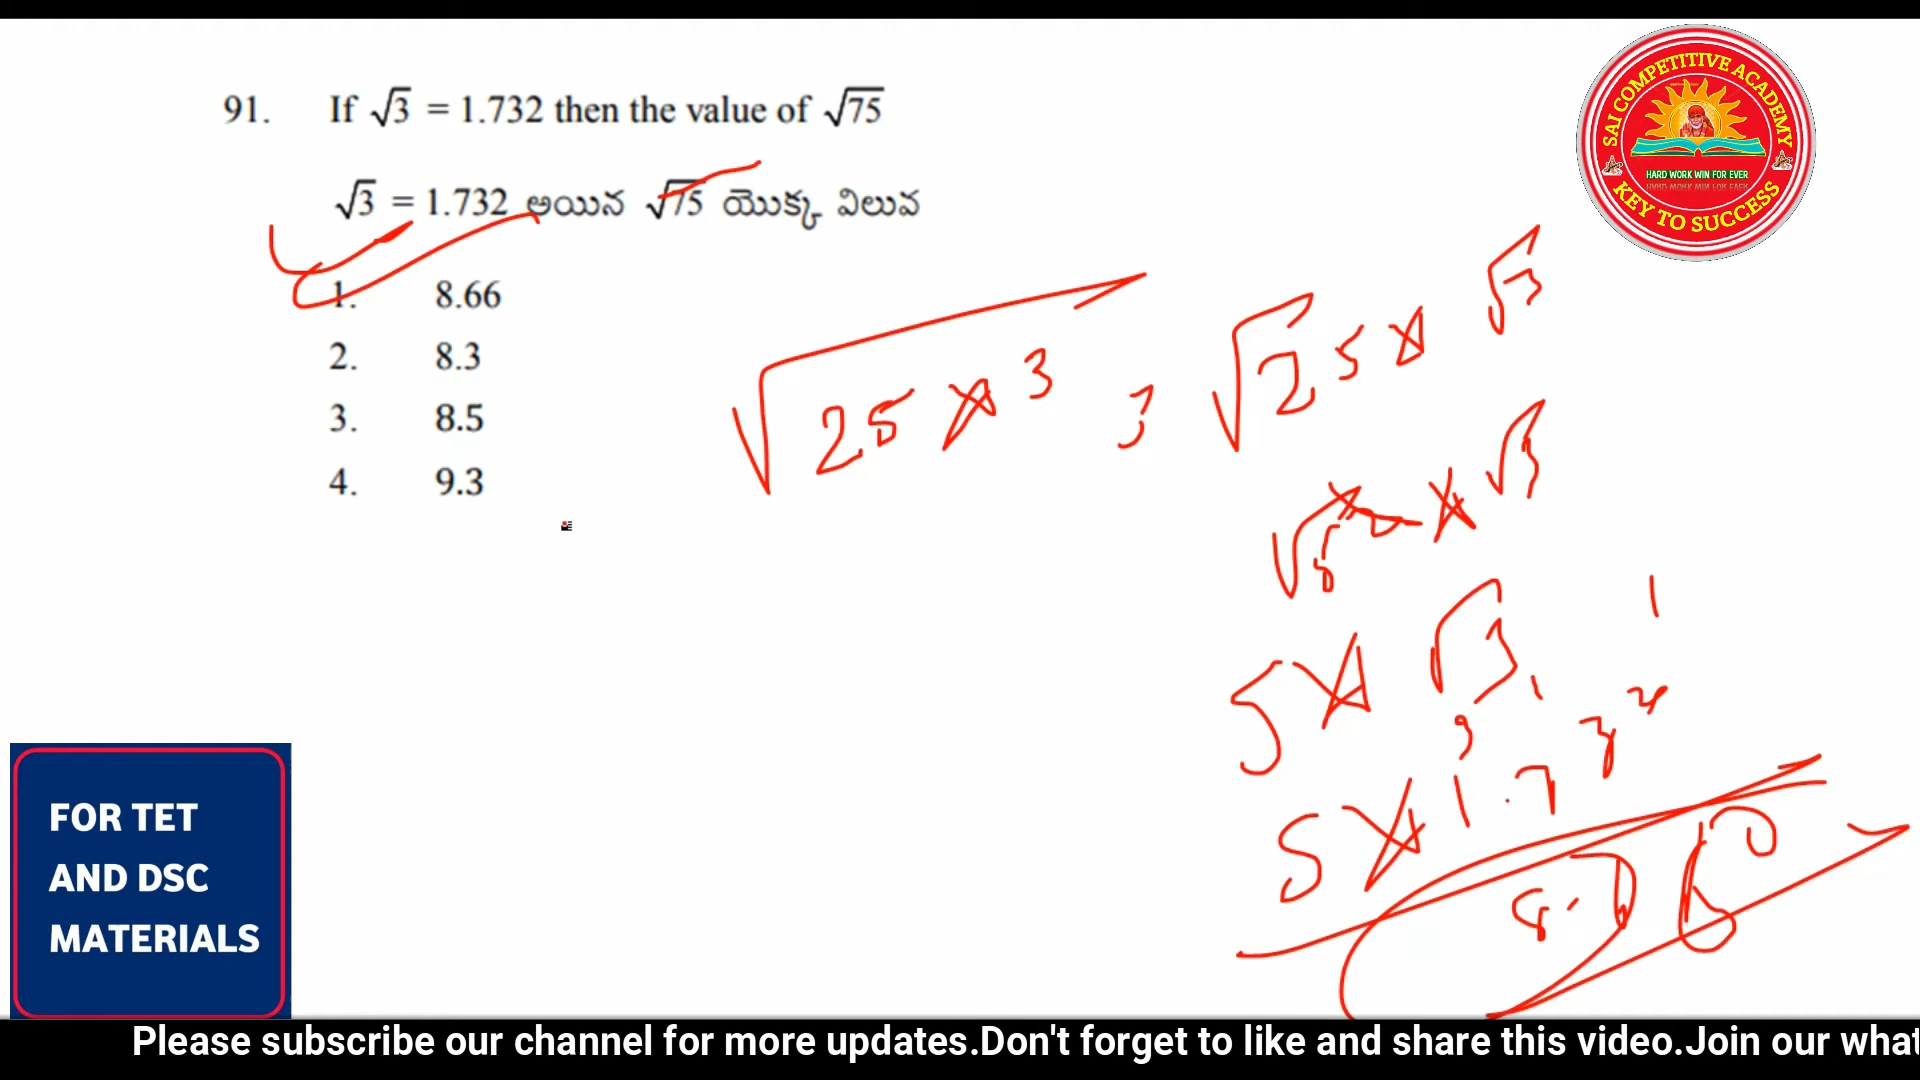 91. If √3 = 1.732 then the value of √75
√3 = 1.732 అయిన √75 యొక్క విలువ
1. 8.66
2. 8.3
3. 8.5
4. 9.3
√25 × 3 = √25 × √3
× √3
5 × √3
5 × 1.732
SAI COMPETITIVE ACADEMY
HARD WORK WIN FOR EVER
KEY TO SUCCESS
FOR TET
AND DSC
MATERIALS
Please subscribe our channel for more updates.Don't forget to like and share this video.Join our what